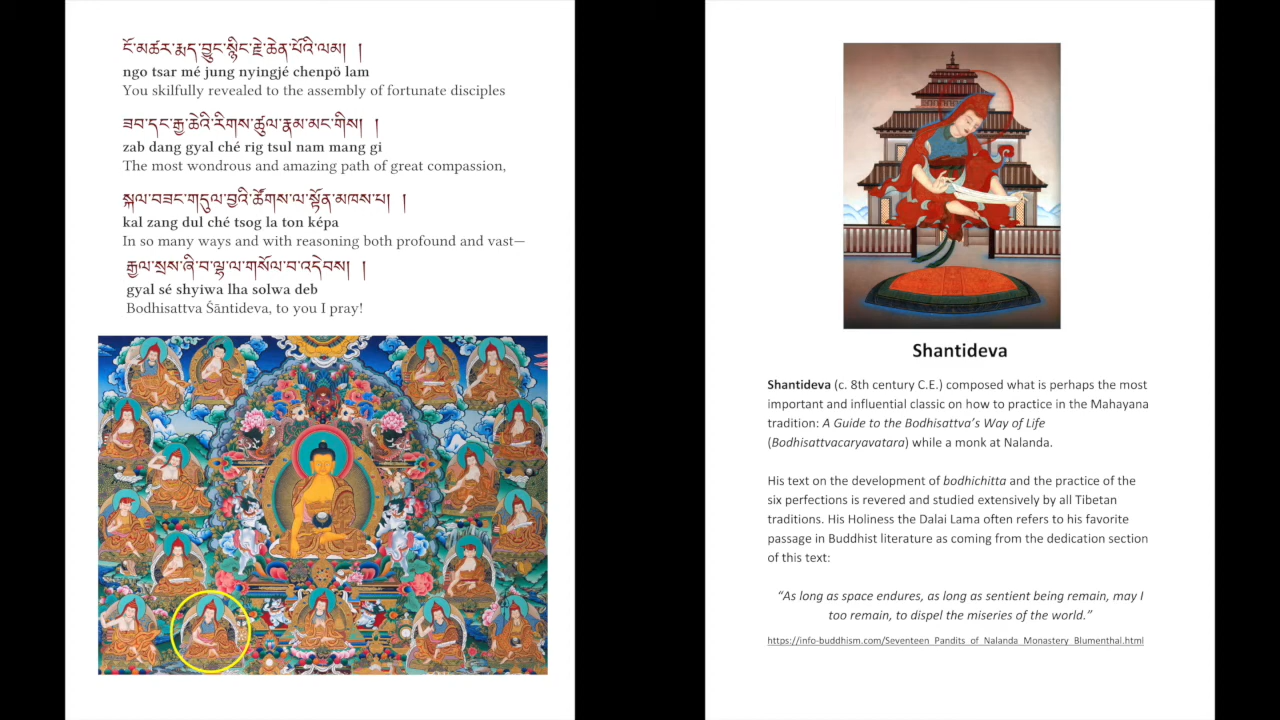 ངོ་མཚར་རྨད་བྱུང་སྙིང་རྗེ་ཆེན་པོའི་ལམ། །
ngo tsar mé jung nyingjé chenpö lam
You skilfully revealed to the assembly of fortunate disciples
ཟབ་དང་རྒྱ་ཆེའི་རིགས་ཚུལ་རྣམ་མང་གིས། །
zab dang gyal ché rig tsul nam mang gi
The most wondrous and amazing path of great compassion,
སྐལ་བཟང་གདུལ་བྱའི་ཚོགས་ལ་སྟོན་མཁས་པ། །
kal zang dul ché tsog la ton képa
In so many ways and with reasoning both profound and vast—
རྒྱལ་སྲས་ཞི་བ་ལྷ་ལ་གསོལ་བ་འདེབས། །
gyal sé shyiwa lha solwa deb
Bodhisattva Śāntideva, to you I pray!
Shantideva
Shantideva (c. 8th century C.E.) composed what is perhaps the most
important and influential classic on how to practice in the Mahayana
tradition: A Guide to the Bodhisattva's Way of Life
(Bodhisattvacaryavatara) while a monk at Nalanda.
His text on the development of bodhichitta and the practice of the
six perfections is revered and studied extensively by all Tibetan
traditions. His Holiness the Dalai Lama often refers to his favorite
passage in Buddhist literature as coming from the dedication section
of this text:
“As long as space endures, as long as sentient being remain, may I
too remain, to dispel the miseries of the world.”
https://info-buddhism.com/Seventeen_Pandits_of_Nalanda_Monastery_Blumenthal.html